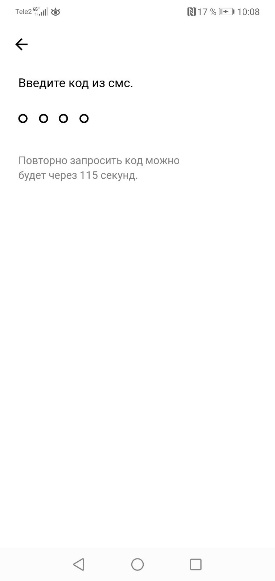 Tele2 17 % 10:08
Введите код из смс.
Повторно запросить код можно
будет через 115 секунд.